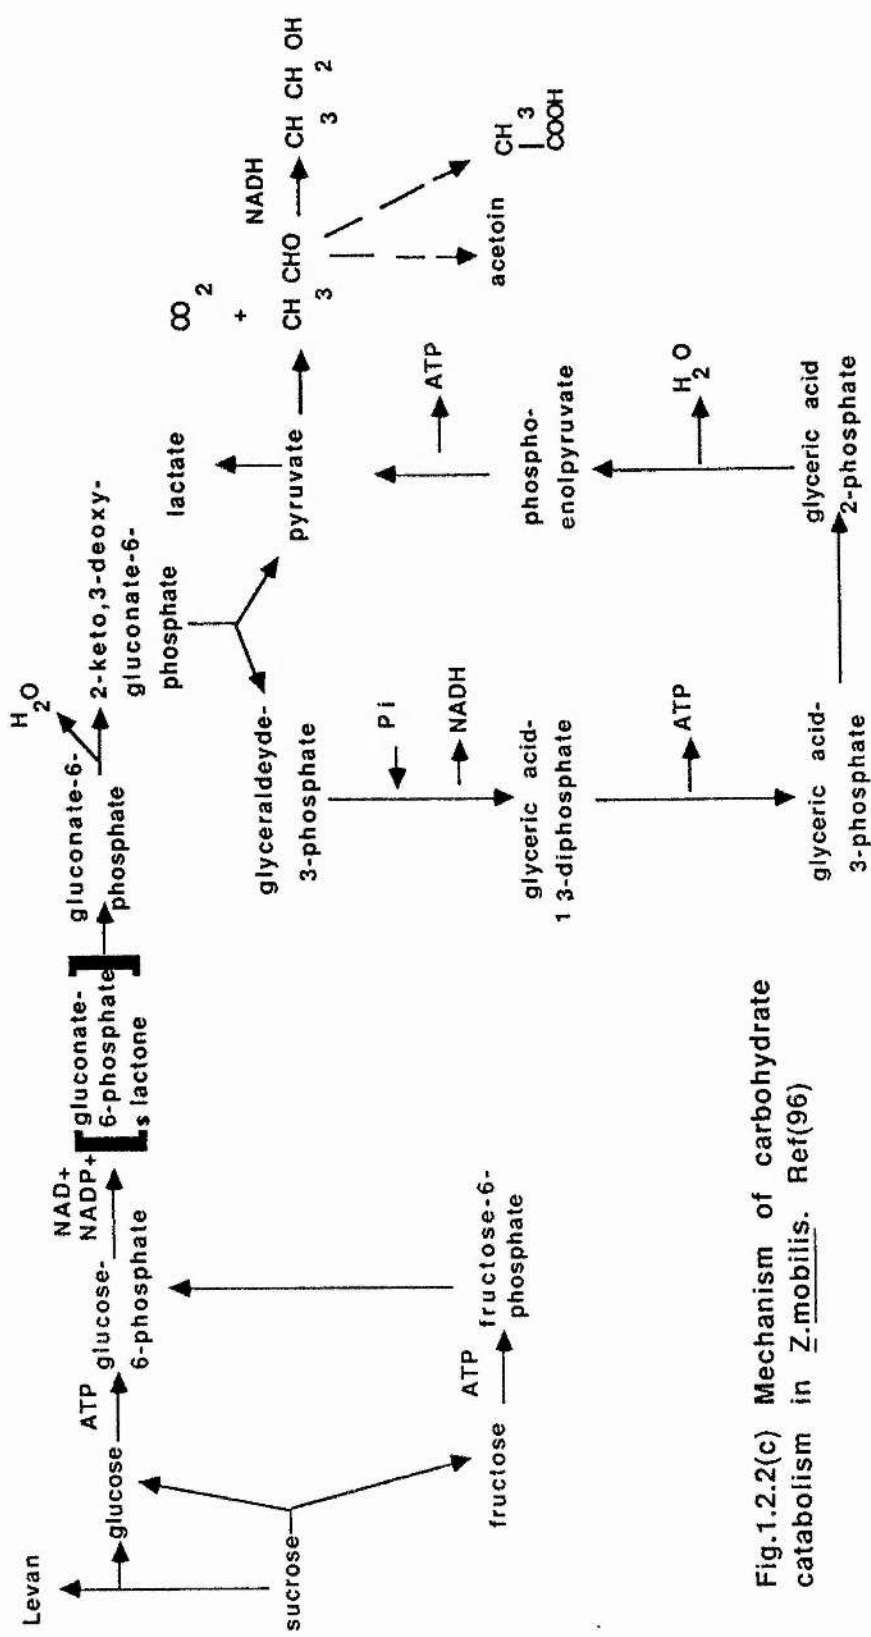 Levan
sucrose
glucose
ATP
glucose-
6-phosphate
fructose
ATP
fructose-6-
phosphate
NAD+
NADP+
[gluconate-
6-phosphate]
s lactone
gluconate-6-
phosphate
H2O
2-keto,3-deoxy-
gluconate-6-
phosphate
glyceraldeyde-
3-phosphate
Pi
NADH
glyceric acid-
1 3-diphosphate
ATP
glyceric acid-
3-phosphate
glyceric acid
2-phosphate
H2O
phospho-
enolpyruvate
ATP
pyruvate
lactate
CO2
+
CH3CHO
NADH
CH3CH2OH
acetoin
CH3
COOH
Fig.1.2.2(c) Mechanism of carbohydrate
catabolism in Z.mobilis. Ref(96)